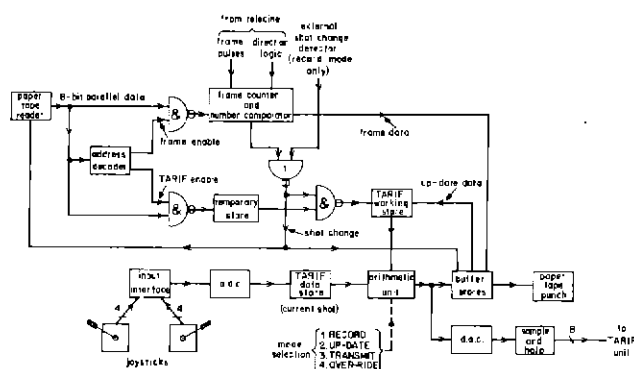 from telecine
external
shot change
detector
(record mode
only)
frame
pulses
director
logic
paper
tape
reader
8-bit parallel data
&
frame counter
and
number comparator
frame enable
frame data
address
decoder
1
TARIF
enable
&
temporary
store
&
TARIF
working
store
up-date data
shot change
input
interface
a.d.c.
TARIF
data
store
(current shot)
arithmetic
unit
buffer
stores
paper
tape
punch
4
4
joysticks
mode
selection
1. RECORD
2. UP-DATE
3. TRANSMIT
4. OVER-RIDE
d.a.c.
sample
and
hold
8
to
TARIF
unit